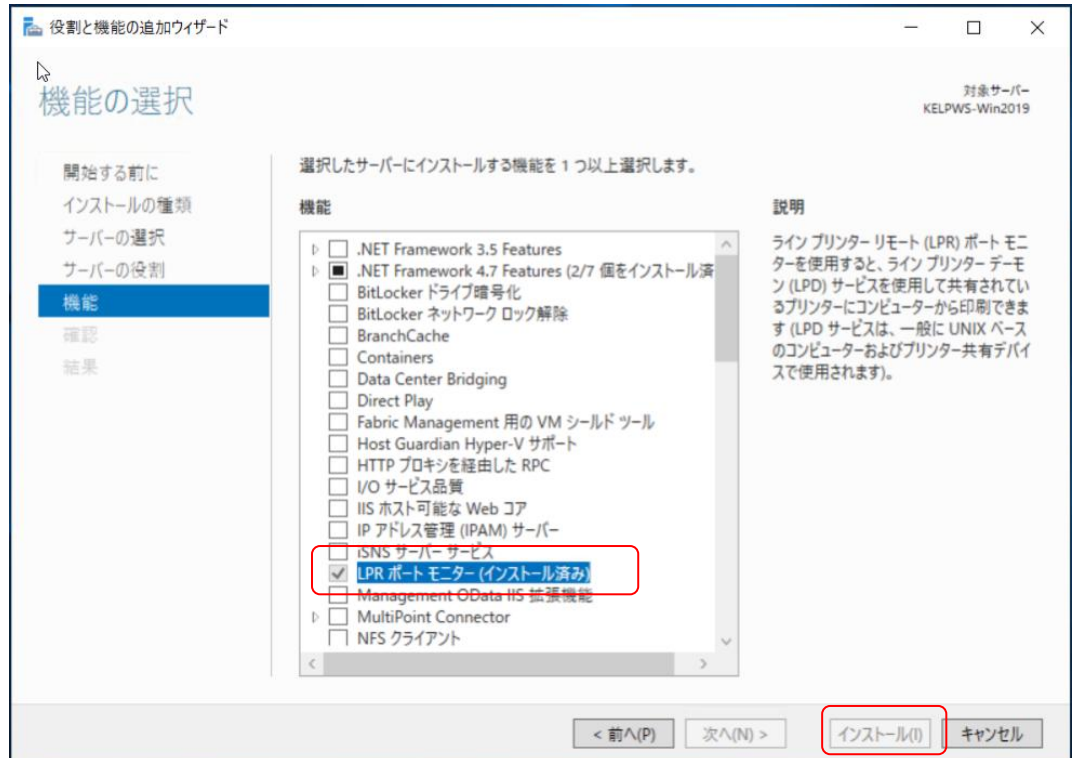 役割と機能の追加ウィザード
機能の選択
対象サーバー
KELPWS-Win2019
開始する前に
インストールの種類
サーバーの選択
サーバーの役割
機能
確認
結果
選択したサーバーにインストールする機能を 1 つ以上選択します。
機能
.NET Framework 3.5 Features
.NET Framework 4.7 Features (2/7 個をインストール済
BitLocker ドライブ暗号化
BitLocker ネットワーク ロック解除
BranchCache
Containers
Data Center Bridging
Direct Play
Fabric Management 用の VM シールド ツール
Host Guardian Hyper-V サポート
HTTP プロキシを経由した RPC
I/O サービス品質
IIS ホスト可能な Web コア
IP アドレス管理 (IPAM) サーバー
iSNS サーバー サービス
LPR ポート モニター (インストール済み)
Management OData IIS 拡張機能
MultiPoint Connector
NFS クライアント
説明
ライン プリンター リモート (LPR) ポート モニ
ターを使用すると、ライン プリンター デーモ
ン (LPD) サービスを使用して共有されてい
るプリンターにコンピューターから印刷できま
す (LPD サービスは、一般に UNIX ベース
のコンピューターおよびプリンター共有デバイ
スで使用されます)。
< 前へ(P)
次へ(N) >
インストール(I)
キャンセル